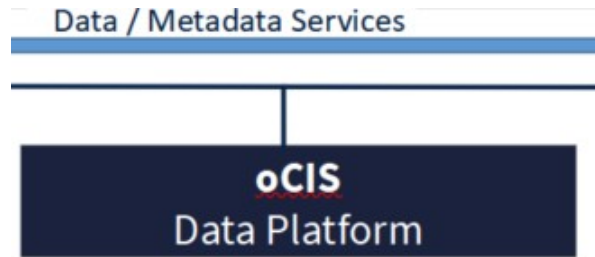 Data / Metadata Services
oCIS
Data Platform